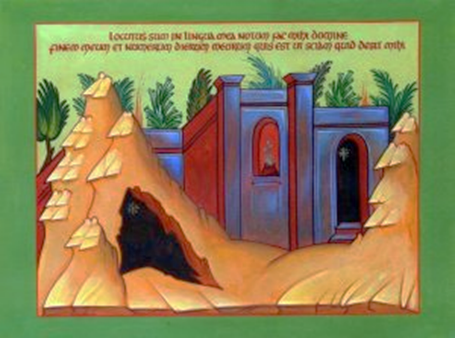 locutus sum in lingua mea notum fac mihi domine
finem meum et numerum dierum meorum quis est ut sciam quid desit mihi